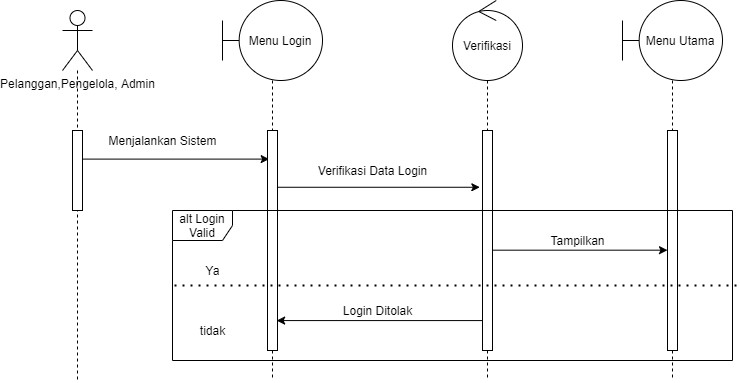 Menu Login
Verifikasi
Menu Utama
Pelanggan,Pengelola, Admin
Menjalankan Sistem
Verifikasi Data Login
alt Login
Valid
Tampilkan
Ya
Login Ditolak
tidak